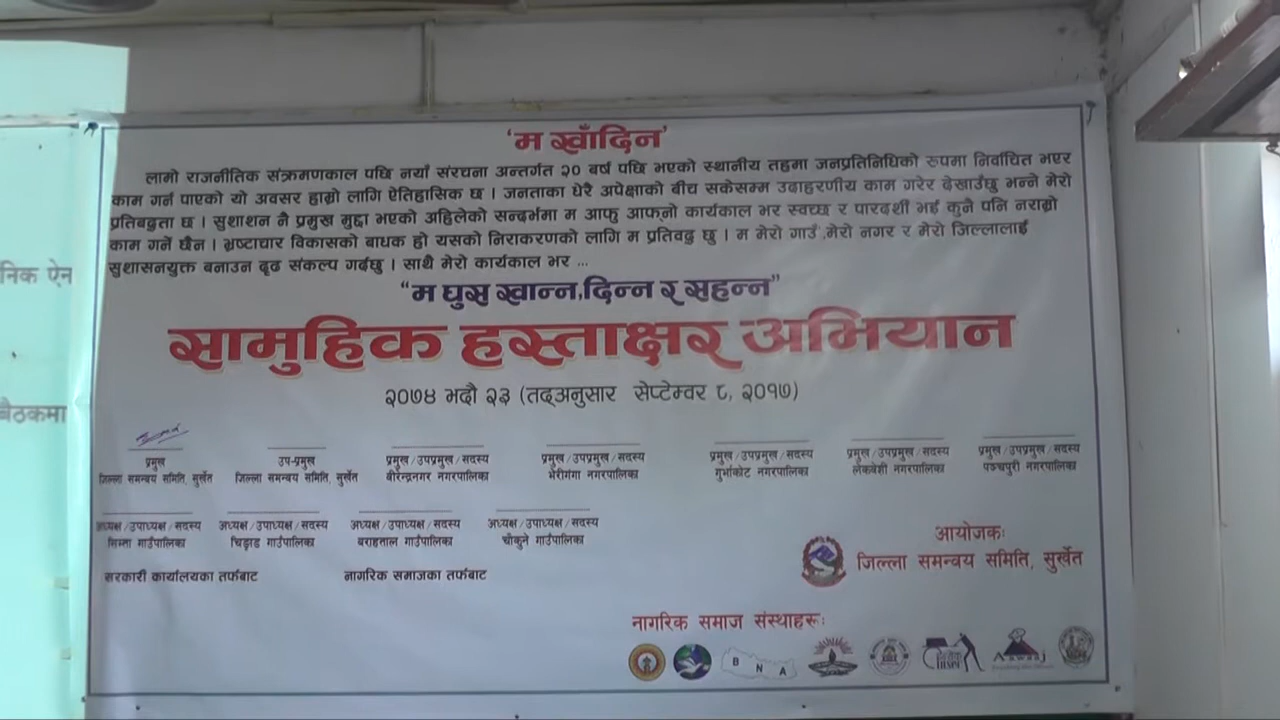 'म खाँदिन'
लामो राजनीतिक संक्रमणकाल पछि नयाँ संरचना अन्तर्गत २० बर्ष पछि भएको स्थानीय तहमा जनप्रतिनिधिको रुपमा निर्वाचित भएर
काम गर्न पाएको यो अवसर हाम्रो लागि ऐतिहासिक छ । जनताका धेरै अपेक्षाको बीच सकेसम्म उदाहरणीय काम गरेर देखाउँछु भन्ने मेरो
प्रतिबद्धता छ । सुशाशन नै प्रमुख मुद्दा भएको अहिलेको सन्दर्भमा म आफु आफ्नो कार्यकाल भर स्वच्छ र पारदर्शी भई कुनै पनि नराम्रो
काम गर्ने छैन । भ्रष्टाचार विकासको बाधक हो यसको निराकरणको लागि म प्रतिवद्ध छु । म मेरो गाउँ ,मेरो नगर र मेरो जिल्लालाई
सुशासनयुक्त बनाउन दृढ संकल्प गर्दछु । साथै मेरो कार्यकाल भर ...
"म घुस खान्न,दिन्न र सहन्न"
सामुहिक हस्ताक्षर अभियान
२०७४ भदौ २३ (तद्अनुसार सेप्टेम्वर ८, २०१७)
निक ऐन
बैठकमा
प्रमुख
जिल्ला समन्वय समिति, सुर्खेत
उप-प्रमुख
जिल्ला समन्वय समिति, सुर्खेत
प्रमुख/उपप्रमुख/सदस्य
बीरेन्द्रनगर नगरपालिका
प्रमुख/उपप्रमुख/सदस्य
भेरीगंगा नगरपालिका
प्रमुख/उपप्रमुख/सदस्य
गुर्भाकोट नगरपालिका
प्रमुख/उपप्रमुख/सदस्य
लेकवेशी नगरपालिका
प्रमुख/उपप्रमुख/सदस्य
पञ्चपुरी नगरपालिका
अध्यक्ष/उपाध्यक्ष/सदस्य
सिम्ता गाउँपालिका
अध्यक्ष/उपाध्यक्ष/सदस्य
चिङ्गाड गाउँपालिका
अध्यक्ष/उपाध्यक्ष/सदस्य
बराहताल गाउँपालिका
अध्यक्ष/उपाध्यक्ष/सदस्य
चौकुने गाउँपालिका
सरकारी कार्यालयका तर्फबाट
नागरिक समाजका तर्फबाट
आयोजकः
जिल्ला समन्वय समिति, सुर्खेत
नागरिक समाज संस्थाहरुः
B N A
Aawaaj